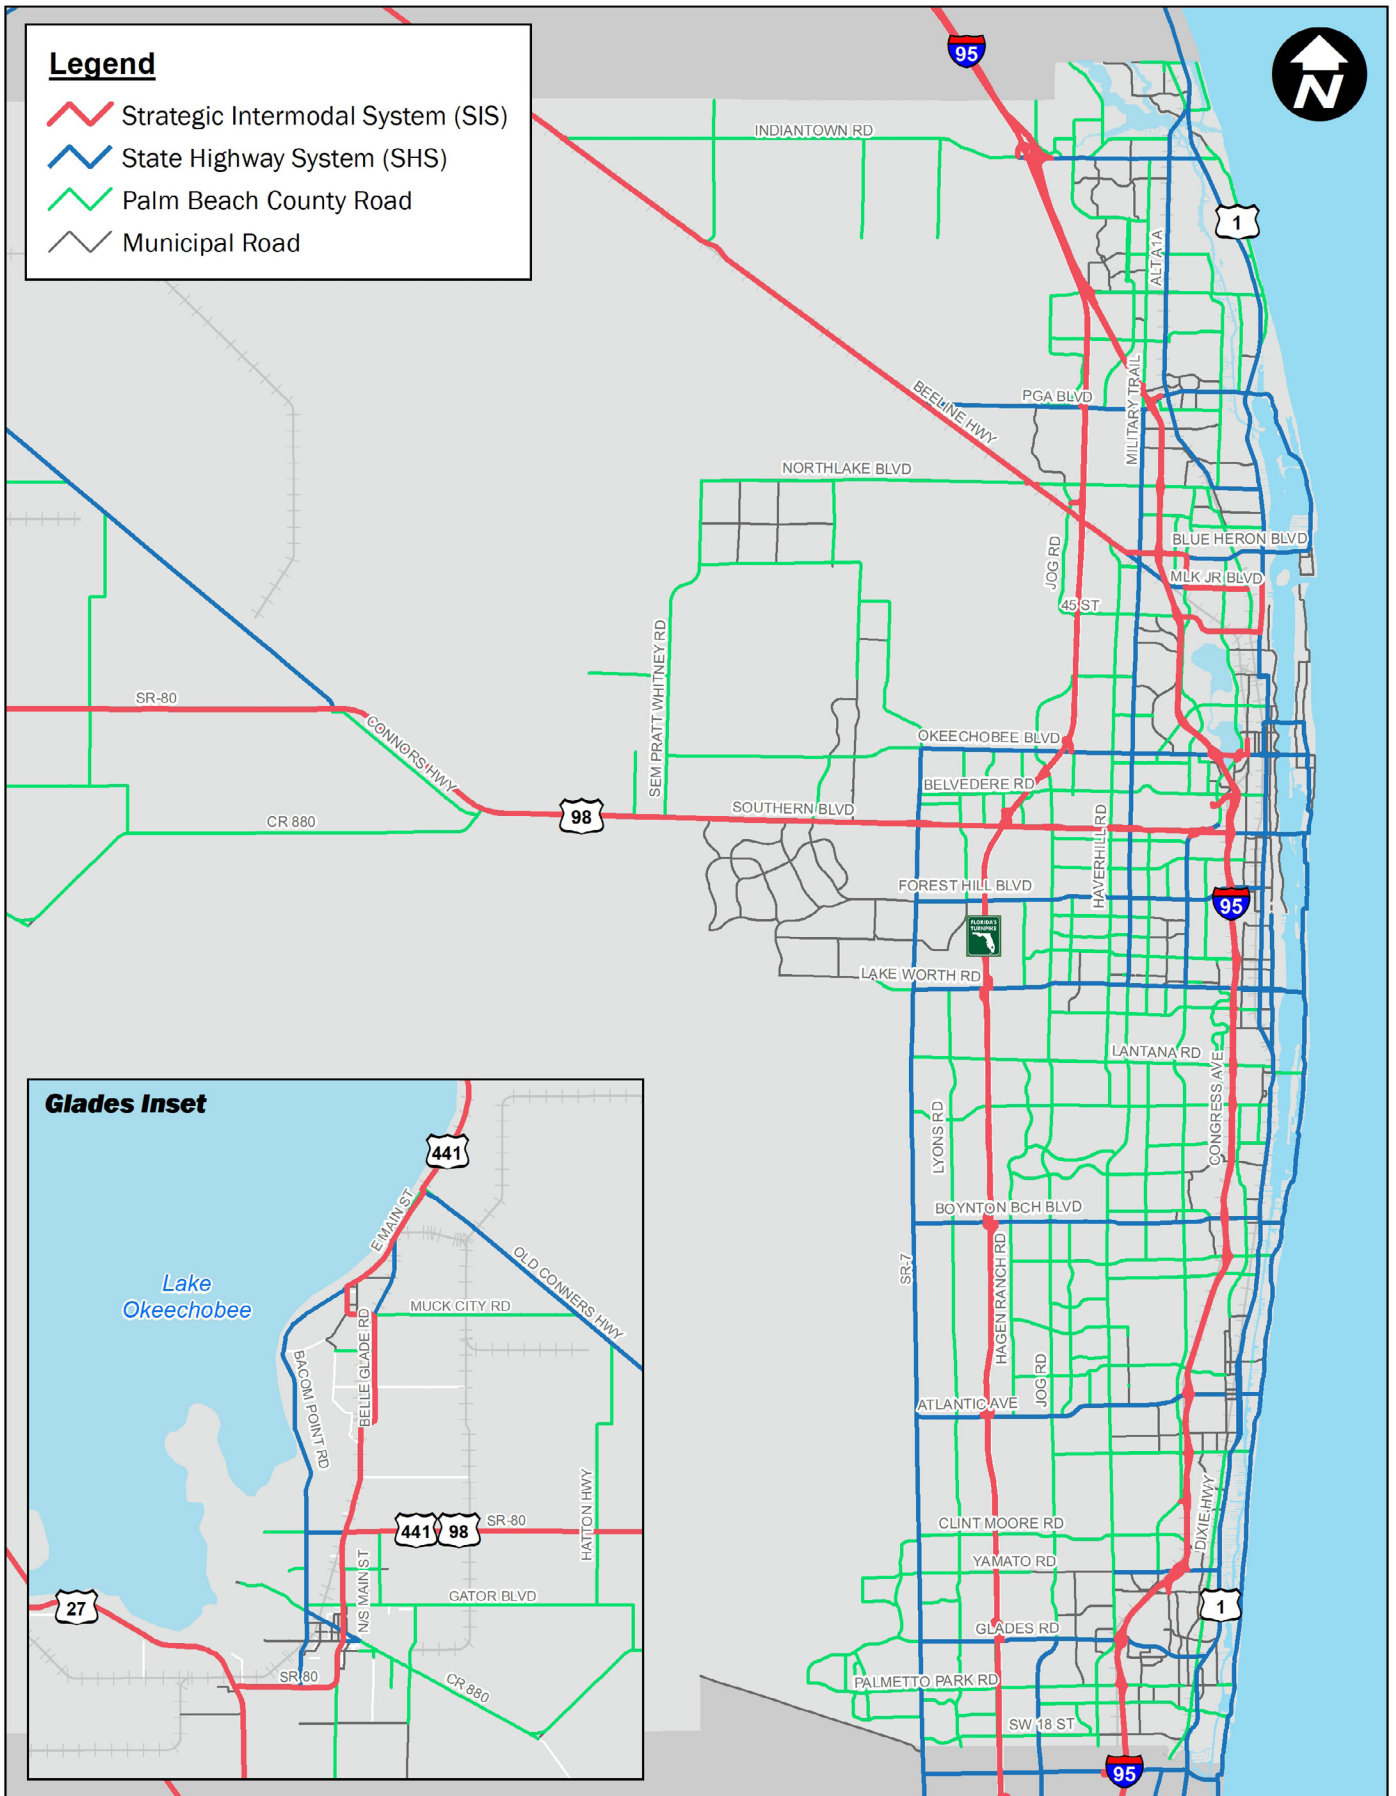 Legend
Strategic Intermodal System (SIS)
State Highway System (SHS)
Palm Beach County Road
Municipal Road
95
N
INDIANTOWN RD
1
ALT A1A
BEELINE HWY
PGA BLVD
MILITARY TRAIL
NORTHLAKE BLVD
BLUE HERON BLVD
JOG RD
MLK JR BLVD
45 ST
SEM PRATT WHITNEY RD
SR-80
CONNORS HWY
OKEECHOBEE BLVD
BELVEDERE RD
SOUTHERN BLVD
98
CR 880
HAVERHILL RD
FOREST HILL BLVD
95
FLORIDA'S
TURNPIKE
LAKE WORTH RD
LANTANA RD
CONGRESS AVE
LYONS RD
BOYNTON BCH BLVD
SR-7
HAGEN RANCH RD
JOG RD
ATLANTIC AVE
CLINT MOORE RD
DIXIE HWY
YAMATO RD
1
GLADES RD
PALMETTO PARK RD
SW 18 ST
95
Glades Inset
441
E MAIN ST
OLD CONNERS HWY
Lake
Okeechobee
MUCK CITY RD
BELLE GLADE RD
BACOM POINT RD
HATTON HWY
441
98
SR-80
N/S MAIN ST
GATOR BLVD
27
SR 80
CR 880